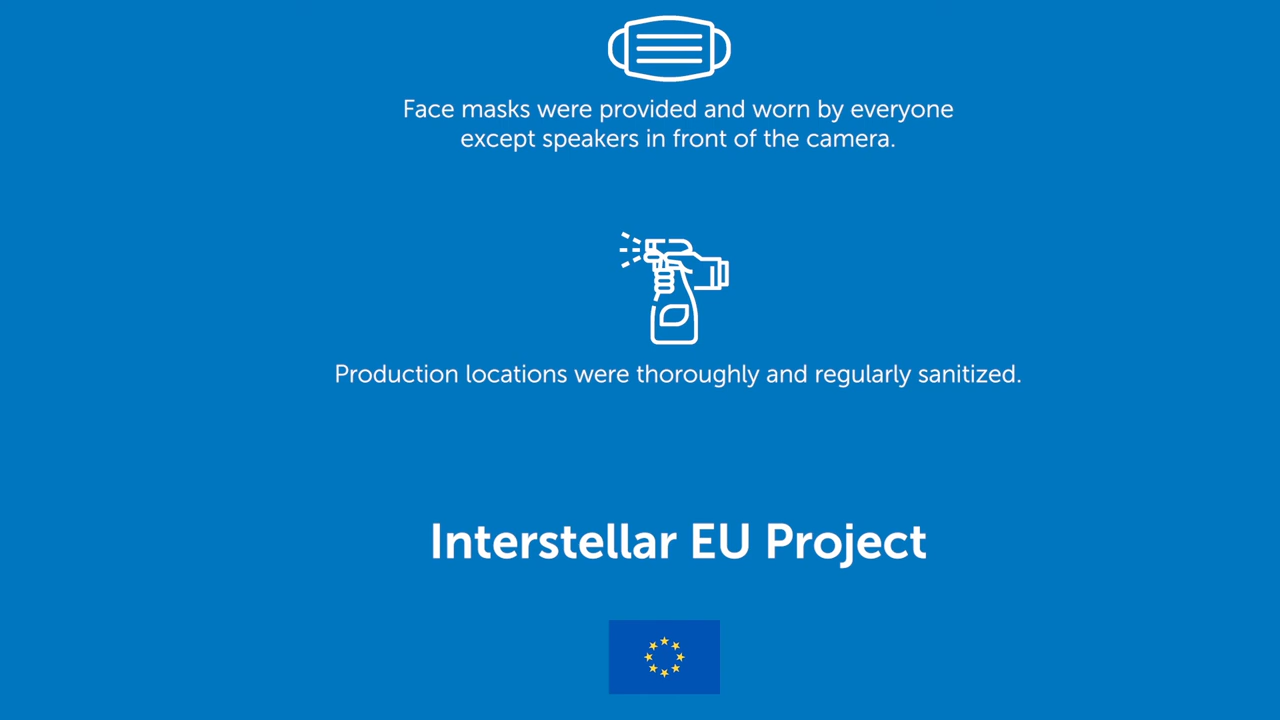 Face masks were provided and worn by everyone
except speakers in front of the camera.
Production locations were thoroughly and regularly sanitized.
Interstellar EU Project